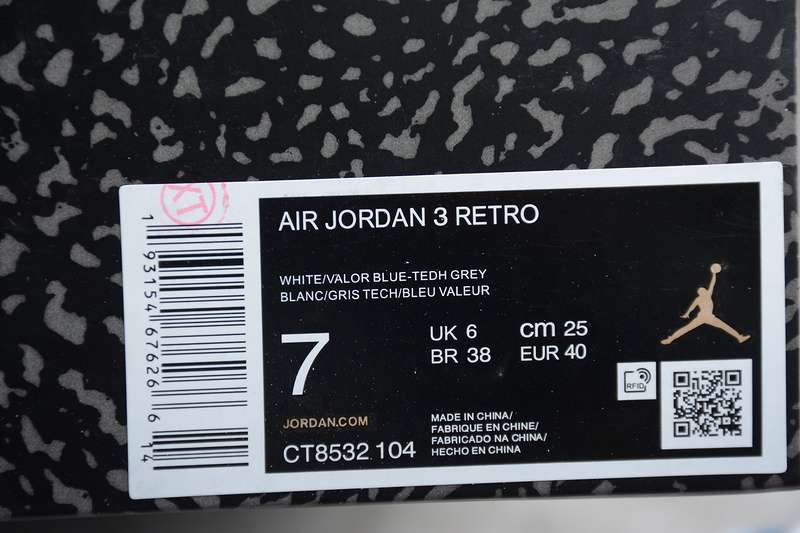 XT
AIR JORDAN 3 RETRO
WHITE/VALOR BLUE-TEDH GREY
BLANC/GRIS TECH/BLEU VALEUR
7
UK 6 cm 25
BR 38 EUR 40
RFID
JORDAN.COM
CT8532 104
MADE IN CHINA/
FABRIQUE EN CHINE/
FABRICADO NA CHINA/
HECHO EN CHINA
1 93154 67626 6 14